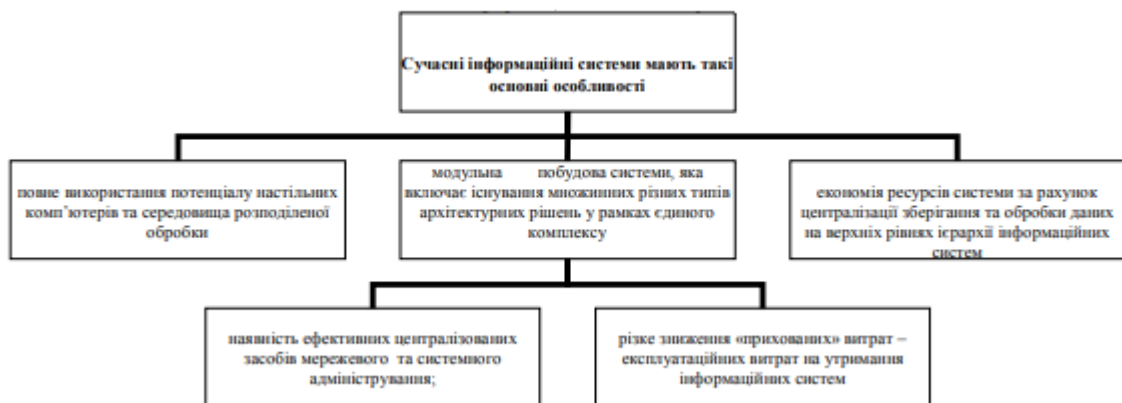 Сучасні інформаційні системи мають такі
основні особливості
повне використання потенціалу настільних
комп’ютерів та середовища розподіленої
обробки
модульна побудова системи, яка
включає існування множинних різних типів
архітектурних рішень у рамках єдиного
комплексу
економія ресурсів системи за рахунок
централізації зберігання та обробки даних
на верхніх рівнях ієрархії інформаційних
систем
наявність ефективних централізованих
засобів мережевого та системного
адміністрування;
різке зниження «прихованих» витрат –
експлуатаційних витрат на утримання
інформаційних систем